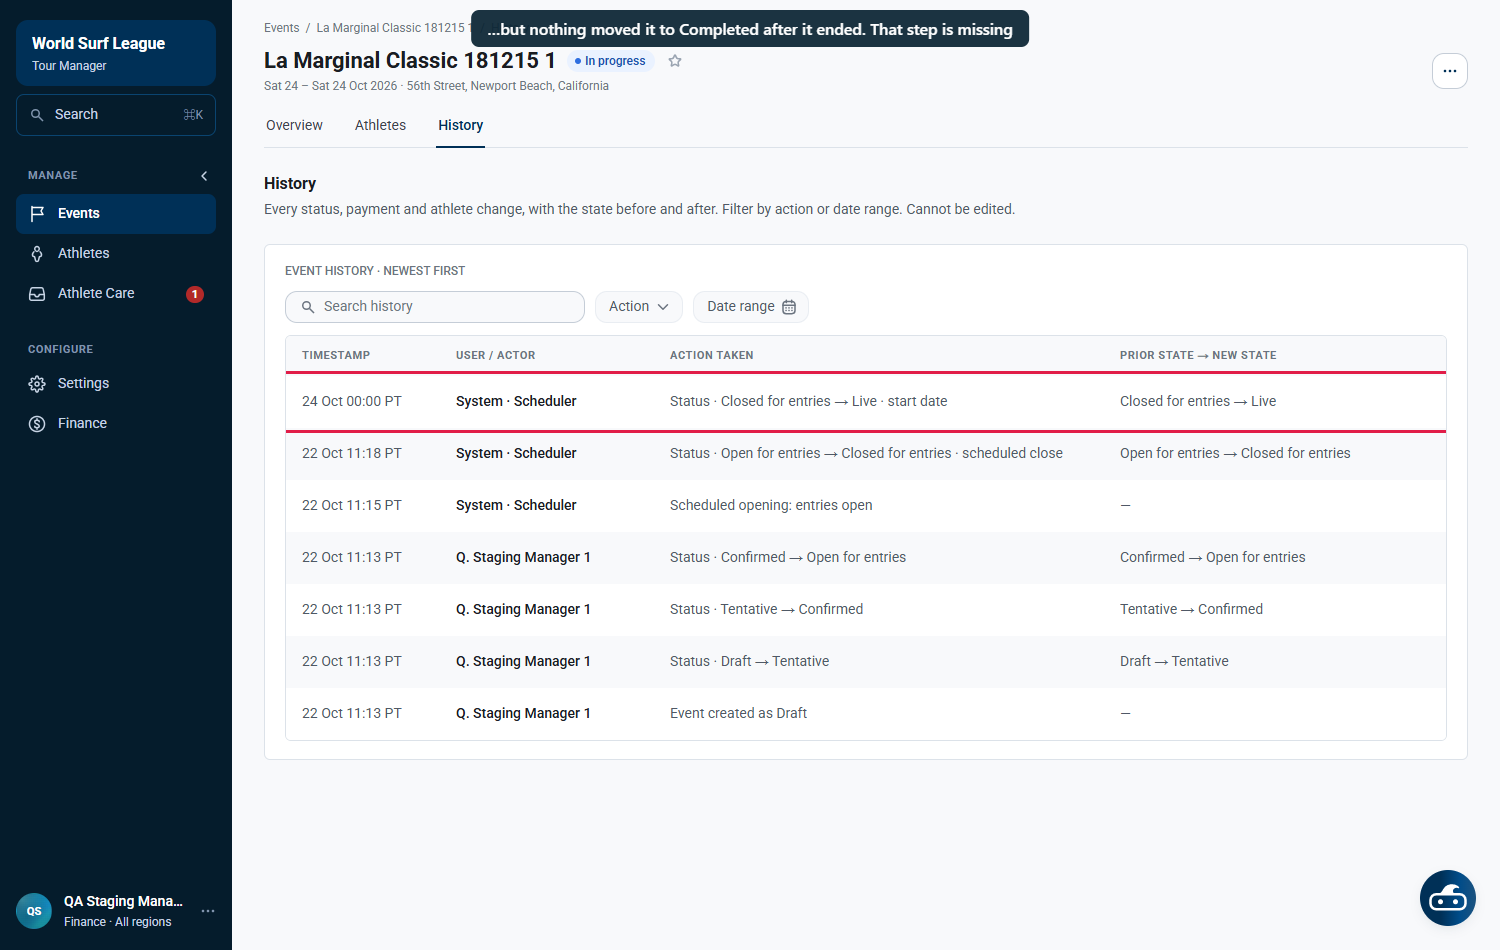 World Surf League
Tour Manager
Search ⌘K
MANAGE
Events
Athletes
Athlete Care 1
CONFIGURE
Settings
Finance
QS
QA Staging Mana...
Finance · All regions
Events / La Marginal Classic 181215 1
...but nothing moved it to Completed after it ended. That step is missing
La Marginal Classic 181215 1 In progress
Sat 24 – Sat 24 Oct 2026 · 56th Street, Newport Beach, California
Overview Athletes History
History
Every status, payment and athlete change, with the state before and after. Filter by action or date range. Cannot be edited.
EVENT HISTORY · NEWEST FIRST
Search history Action Date range
TIMESTAMP USER / ACTOR ACTION TAKEN PRIOR STATE → NEW STATE
24 Oct 00:00 PT System · Scheduler Status · Closed for entries → Live · start date Closed for entries → Live
22 Oct 11:18 PT System · Scheduler Status · Open for entries → Closed for entries · scheduled close Open for entries → Closed for entries
22 Oct 11:15 PT System · Scheduler Scheduled opening: entries open —
22 Oct 11:13 PT Q. Staging Manager 1 Status · Confirmed → Open for entries Confirmed → Open for entries
22 Oct 11:13 PT Q. Staging Manager 1 Status · Tentative → Confirmed Tentative → Confirmed
22 Oct 11:13 PT Q. Staging Manager 1 Status · Draft → Tentative Draft → Tentative
22 Oct 11:13 PT Q. Staging Manager 1 Event created as Draft —